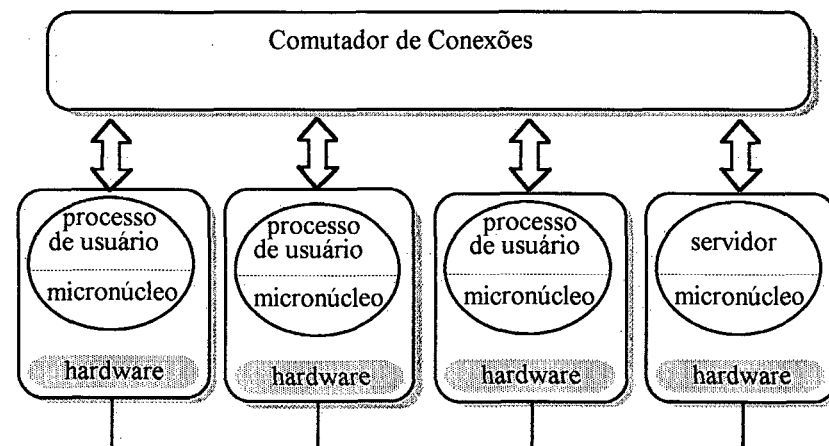 Comutador de Conexões
processo
de usuário
micronúcleo
hardware
processo
de usuário
micronúcleo
hardware
processo
de usuário
micronúcleo
hardware
servidor
micronúcleo
hardware